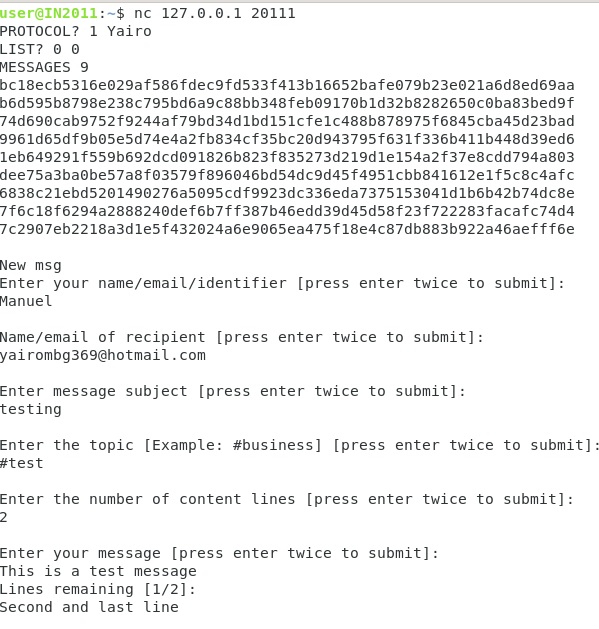 user@IN2011:~$ nc 127.0.0.1 20111
PROTOCOL? 1 Yairo
LIST? 0 0
MESSAGES 9
bc18ecb5316e029af586fdec9fd533f413b16652bafe079b23e021a6d8ed69aa
b6d595b8798e238c795bd6a9c88bb348feb09170b1d32b8282650c0ba83bed9f
74d690cab9752f9244af79bd34d1bd151cfe1c488b878975f6845cba45d23bad
9961d65df9b05e5d74e4a2fb834cf35bc20d943795f631f336b411b448d39ed6
1eb649291f559b692dcd091826b823f835273d219d1e154a2f37e8cdd794a803
dee75a3ba0be57a8f03579f896046bd54dc9d45f4951cbb841612e1f5c8c4afc
6838c21ebd5201490276a5095cdf9923dc336eda7375153041d1b6b42b74dc8e
7f6c18f6294a2888240def6b7ff387b46edd39d45d58f23f722283facafc74d4
7c2907eb2218a3d1e5f432024a6e9065ea475f18e4c87db883b922a46aefff6e
New msg
Enter your name/email/identifier [press enter twice to submit]:
Manuel
Name/email of recipient [press enter twice to submit]:
yairombg369@hotmail.com
Enter message subject [press enter twice to submit]:
testing
Enter the topic [Example: #business] [press enter twice to submit]:
#test
Enter the number of content lines [press enter twice to submit]:
2
Enter your message [press enter twice to submit]:
This is a test message
Lines remaining [1/2]:
Second and last line